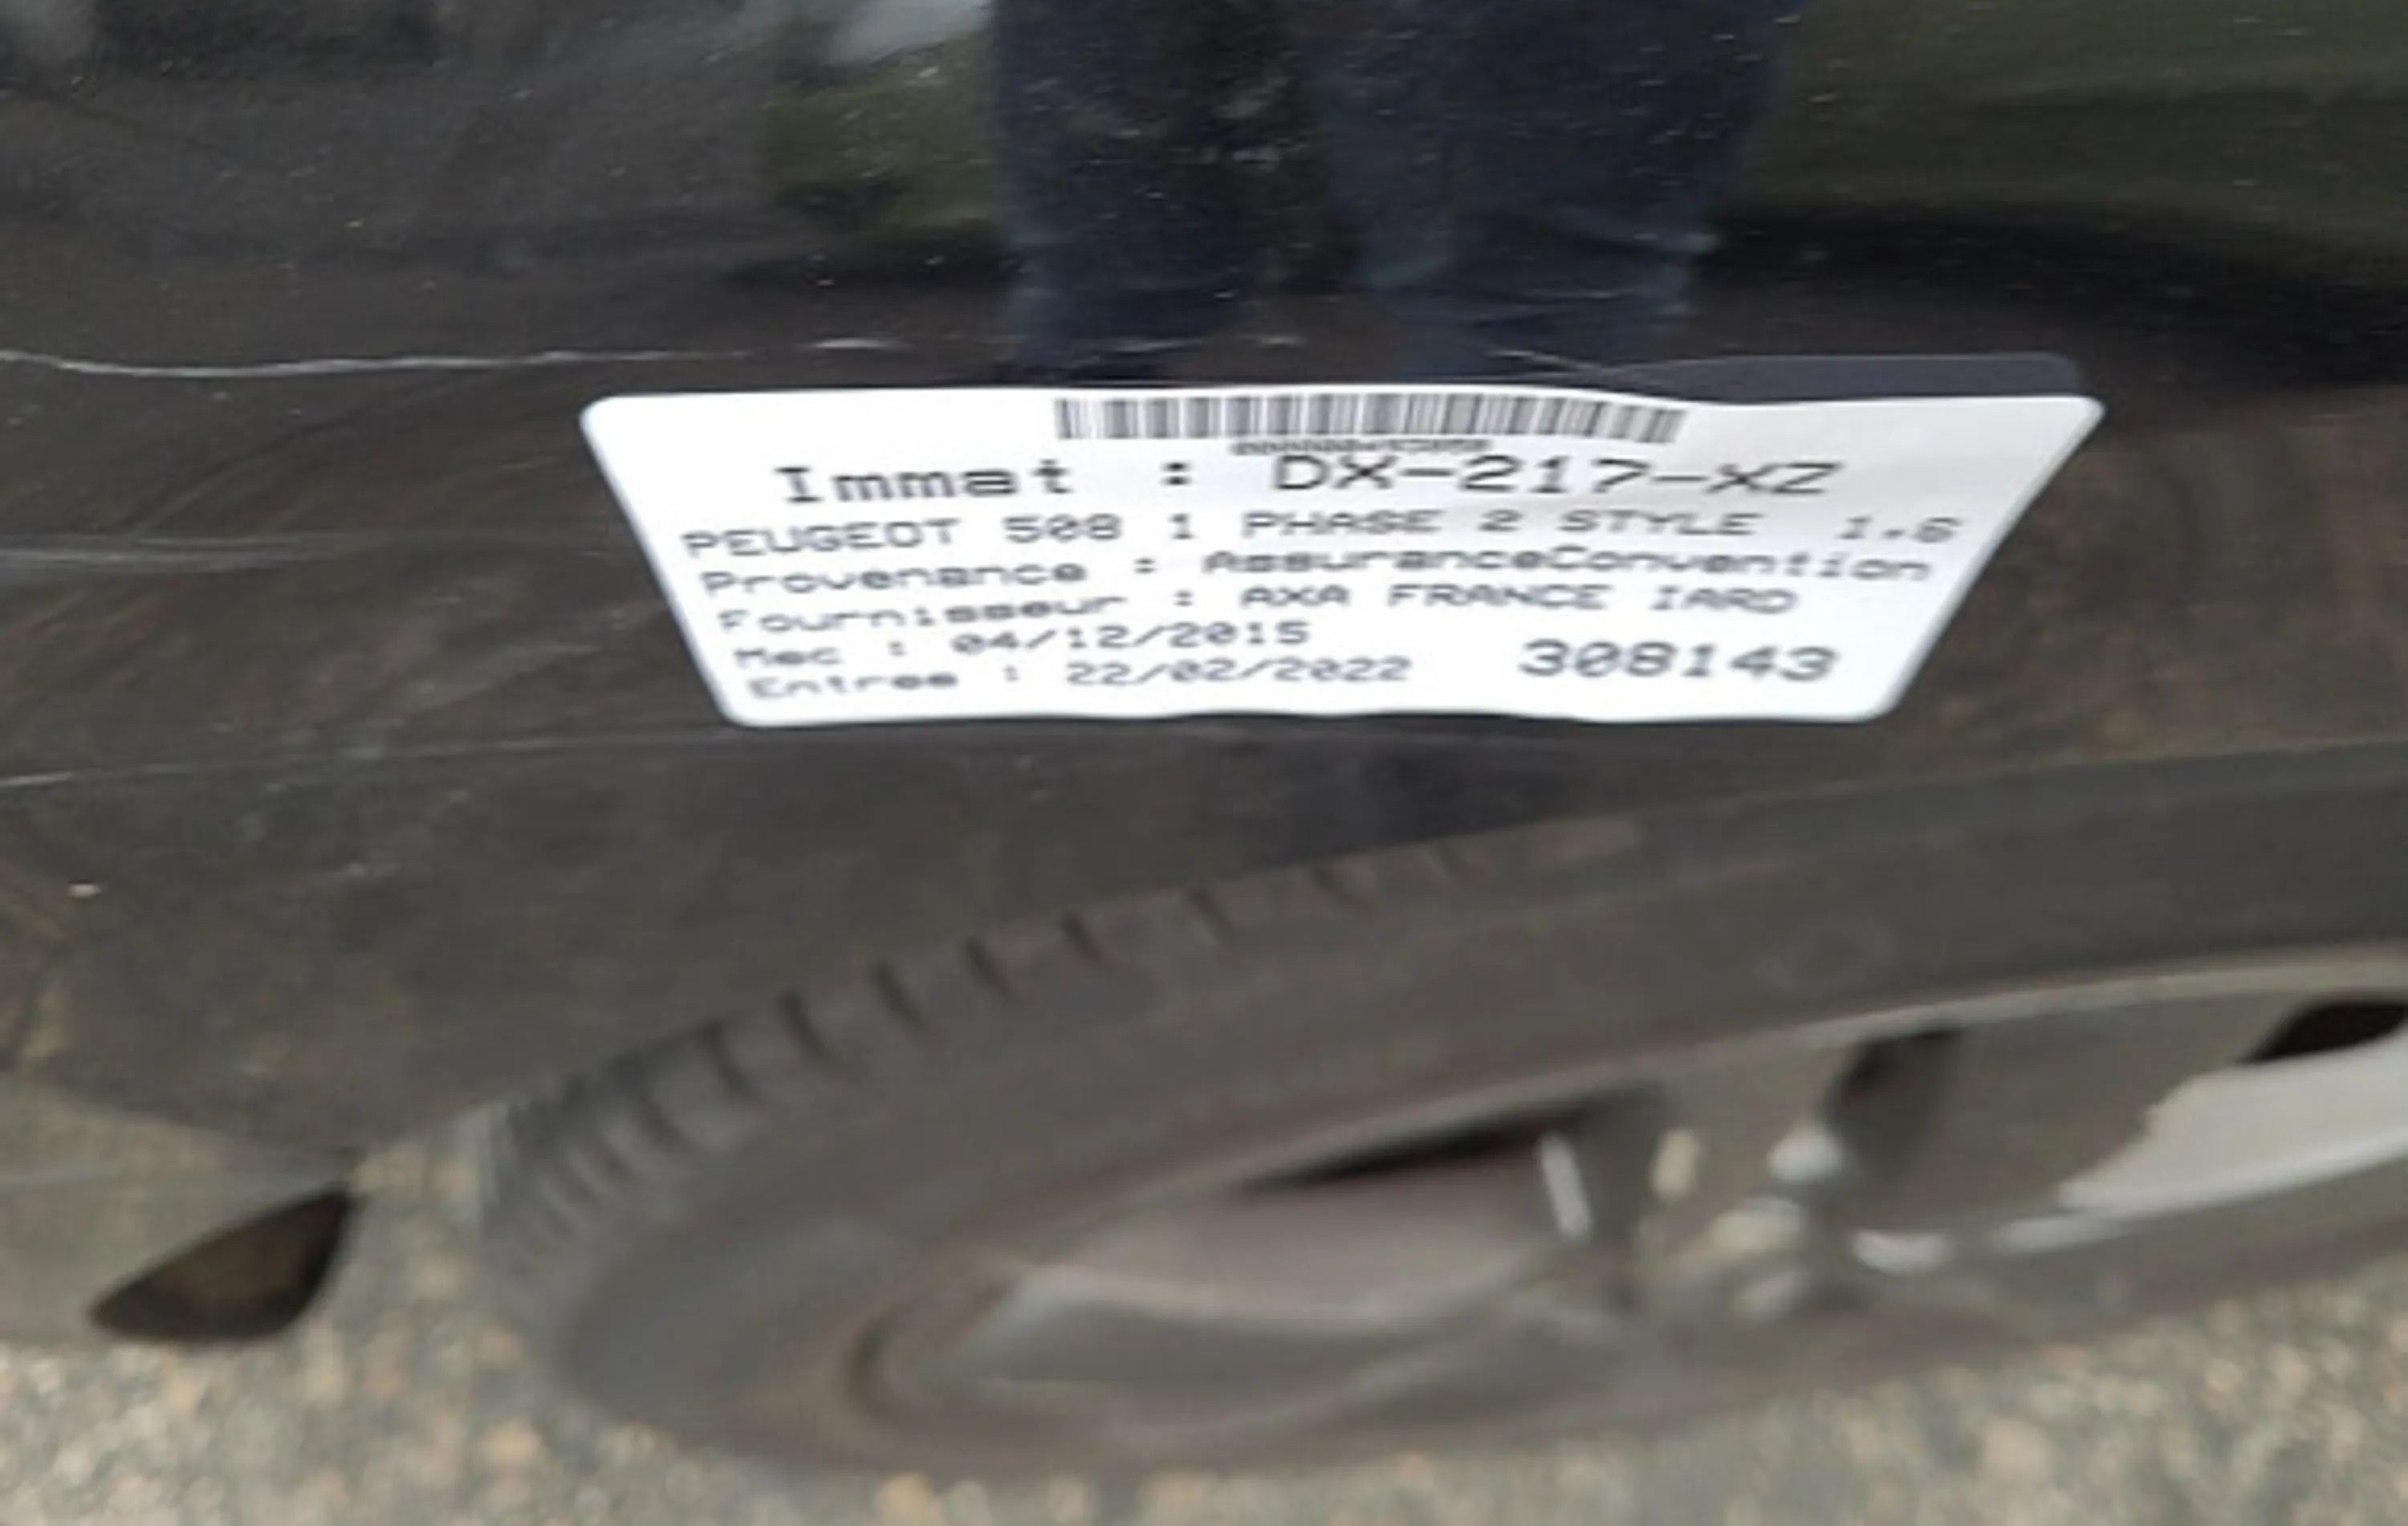 Immat : DX-217-XZ
PEUGEOT 508 1 PHASE 2 STYLE 1.6
Provenance : AssuranceConvention
Fournisseur : AXA FRANCE IARD
Mec : 04/12/2015
Entree : 22/02/2022
308143